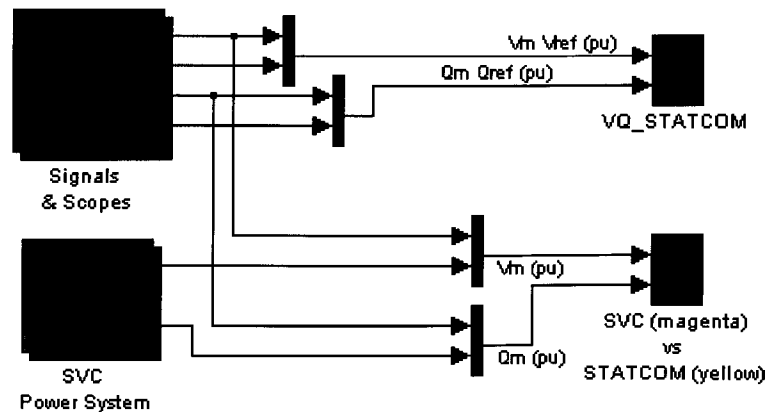 Vm Vref (pu)
Qm Qref (pu)
VQ_STATCOM
Signals
& Scopes
Vm (pu)
SVC (magenta)
vs
STATCOM (yellow)
Qm (pu)
SVC
Power System